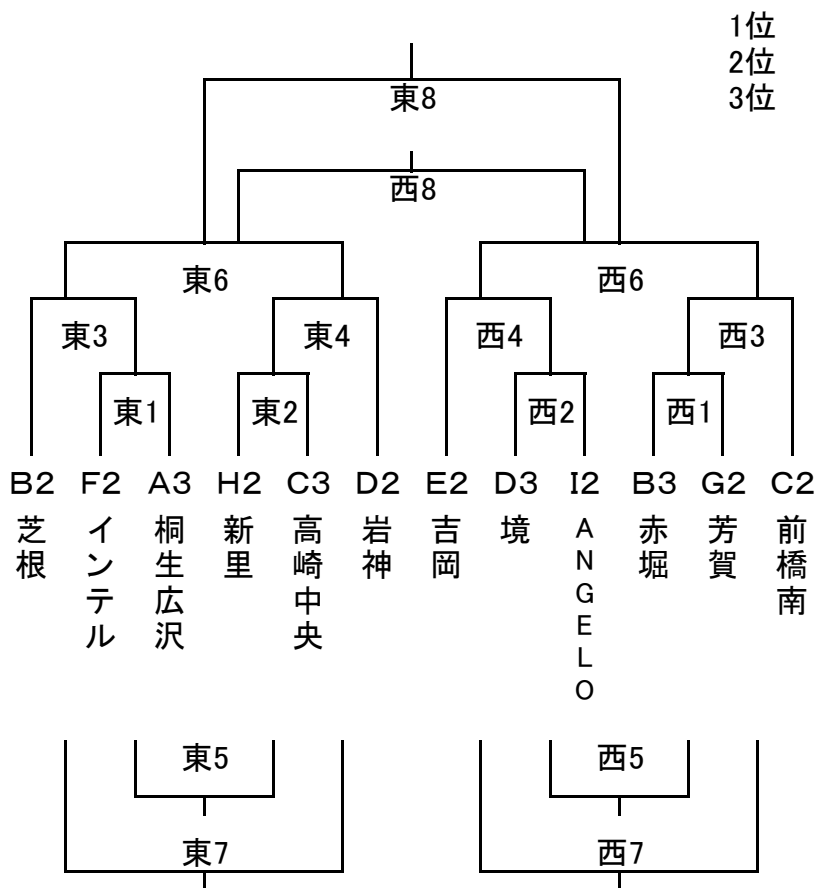 1位
2位
3位
東8
西8
東6 西6
東3 東4 西4 西3
東1 東2 西2 西1
B2 F2 A3 H2 C3 D2 E2 D3 I2 B3 G2 C2
芝根
インテル
桐生広沢
新里
高崎中央
岩神
吉岡
境
ANGELO
赤堀
芳賀
前橋南
東5 西5
東7 西7